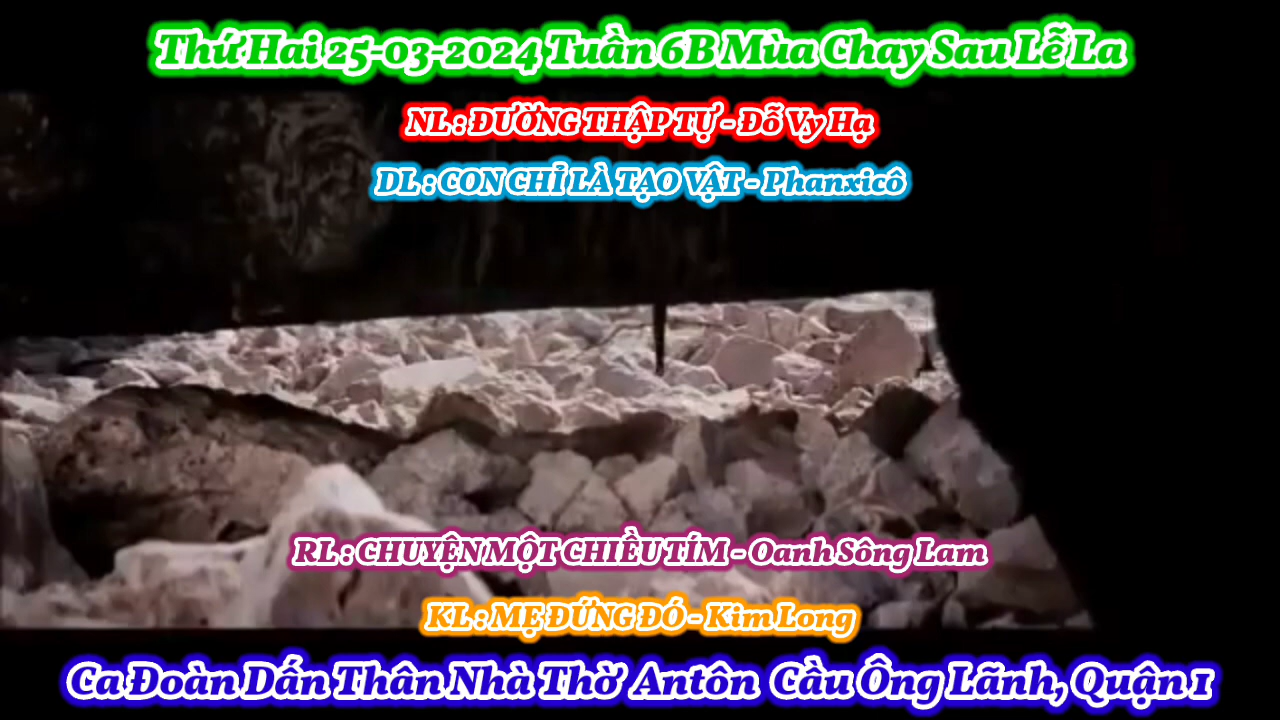 Thứ Hai 25-03-2024 Tuần 6B Mùa Chay Sau Lễ La
NL : ĐƯỜNG THẬP TỰ - Đỗ Vy Hạ
DL : CON CHỈ LÀ TẠO VẬT - Phanxicô
RL : CHUYỆN MỘT CHIỀU TÍM - Oanh Sông Lam
KL : MẸ ĐỨNG ĐÓ - Kim Long
Ca Đoàn Dấn Thân Nhà Thờ Antôn Cầu Ông Lãnh, Quận 1